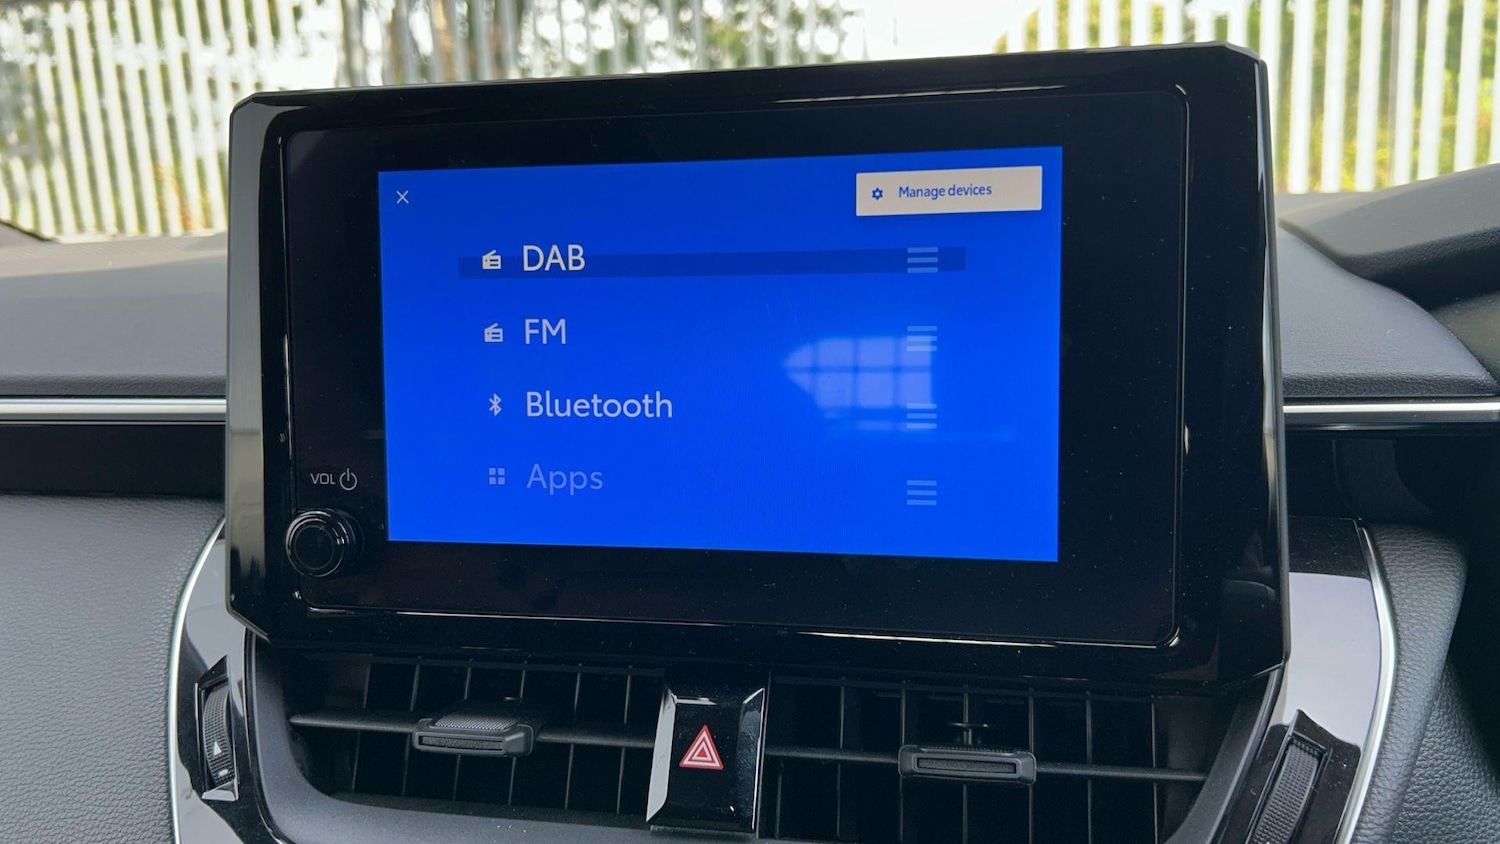 Manage devices
DAB
FM
Bluetooth
Apps
VOL